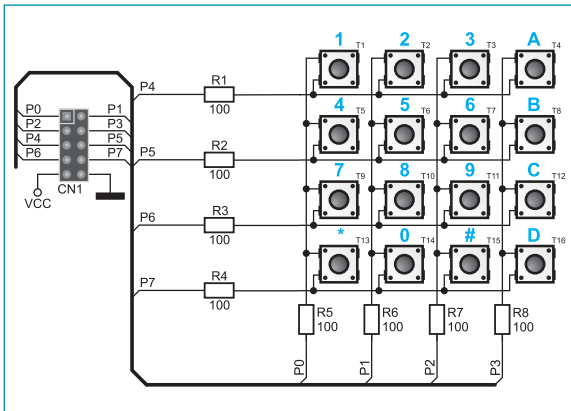 1 2 3 A
T1 T2 T3 T4
P4 R1
100
P0 P1
P2 P3
P4 P5
P6 P7
VCC CN1
4 5 6 B
T5 T6 T7 T8
P5 R2
100
7 8 9 C
T9 T10 T11 T12
P6 R3
100
* 0 # D
T13 T14 T15 T16
P7 R4
100
R5 R6 R7 R8
100 100 100 100
P0 P1 P2 P3